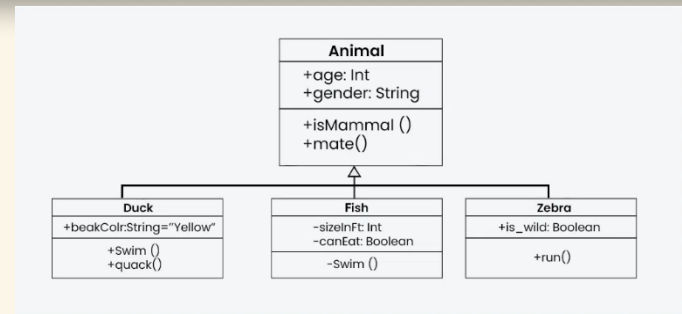 Animal
+age: Int
+gender: String
+isMammal ()
+mate()
Duck
+beakColr:String="Yellow"
+Swim ()
+quack()
Fish
-sizeInFt: Int
-canEat: Boolean
-Swim ()
Zebra
+is_wild: Boolean
+run()